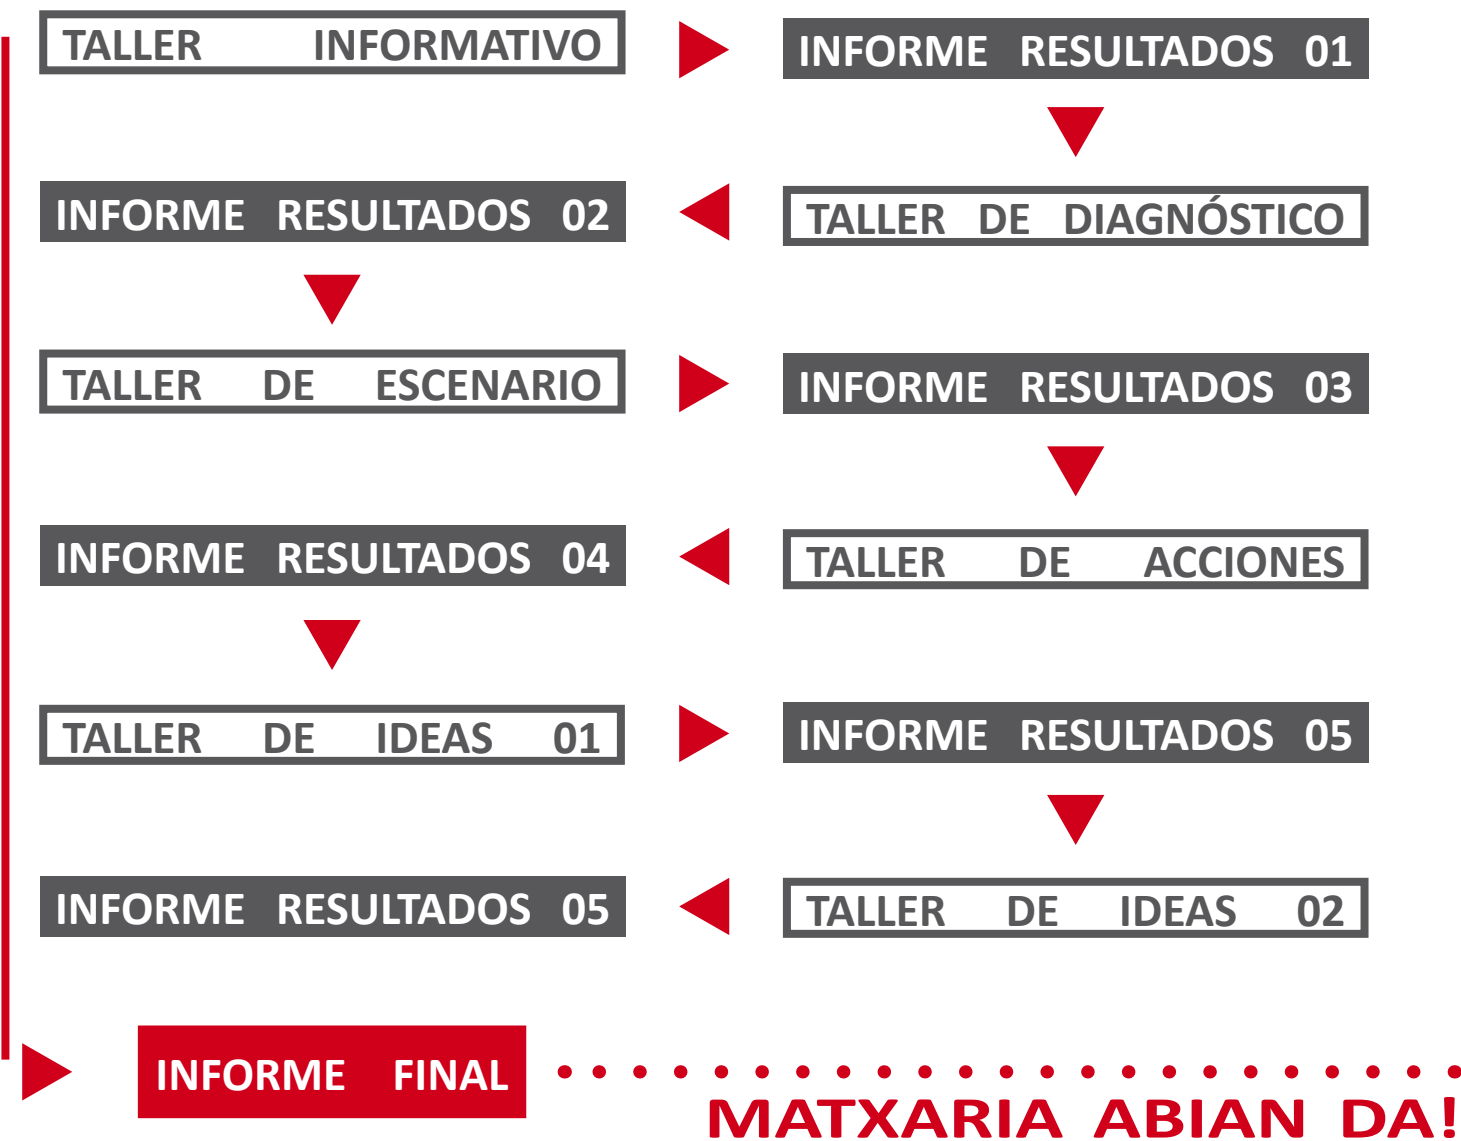 TALLER INFORMATIVO
INFORME RESULTADOS 01
INFORME RESULTADOS 02
TALLER DE DIAGNÓSTICO
TALLER DE ESCENARIO
INFORME RESULTADOS 03
INFORME RESULTADOS 04
TALLER DE ACCIONES
TALLER DE IDEAS 01
INFORME RESULTADOS 05
INFORME RESULTADOS 05
TALLER DE IDEAS 02
INFORME FINAL
MATXARIA ABIAN DA!